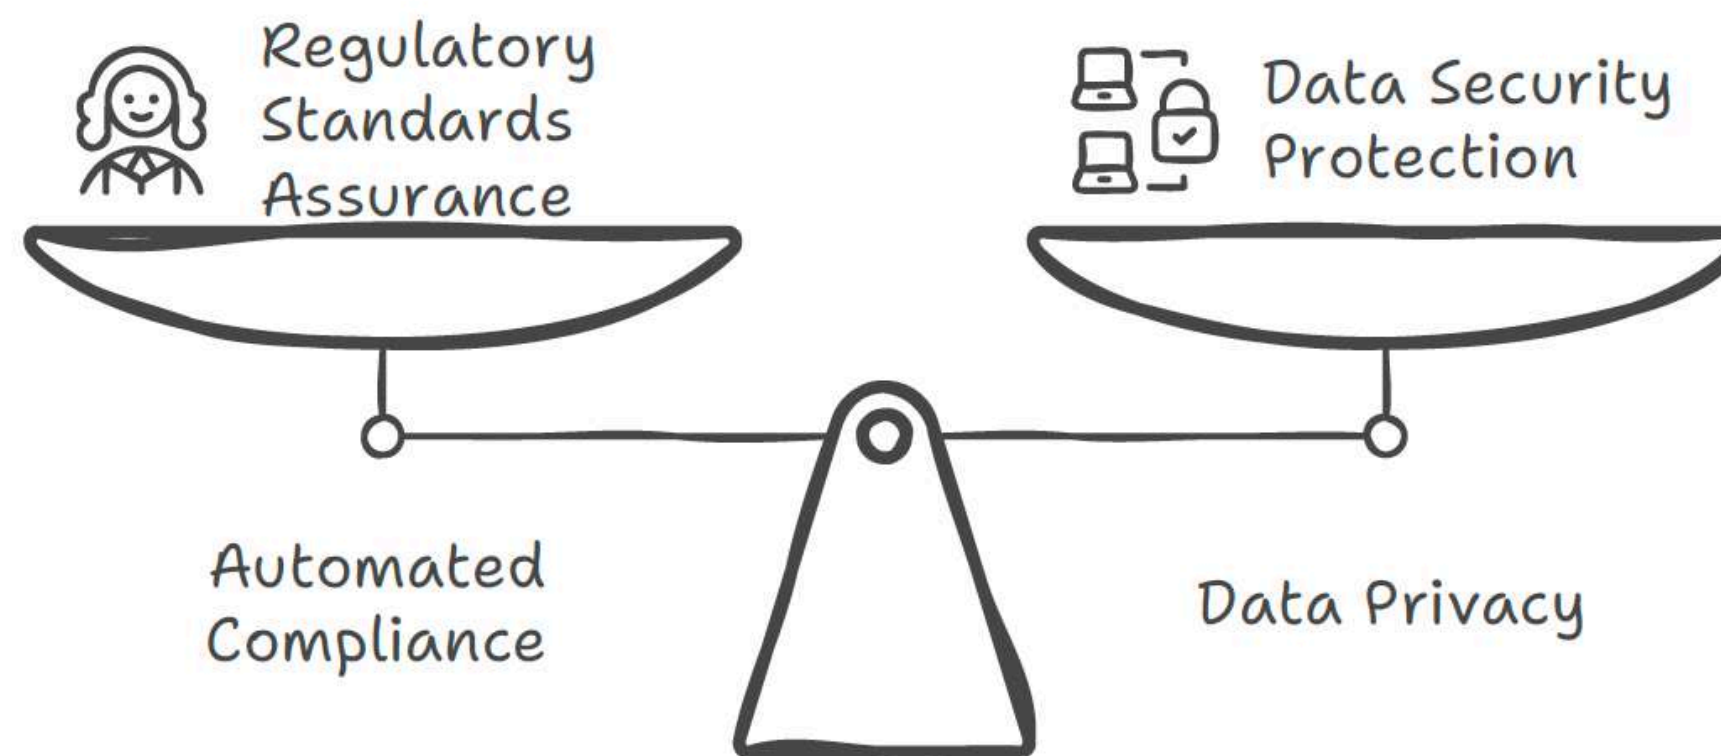 Regulatory
Standards
Assurance
Data Security
Protection
Automated
Compliance
Data Privacy